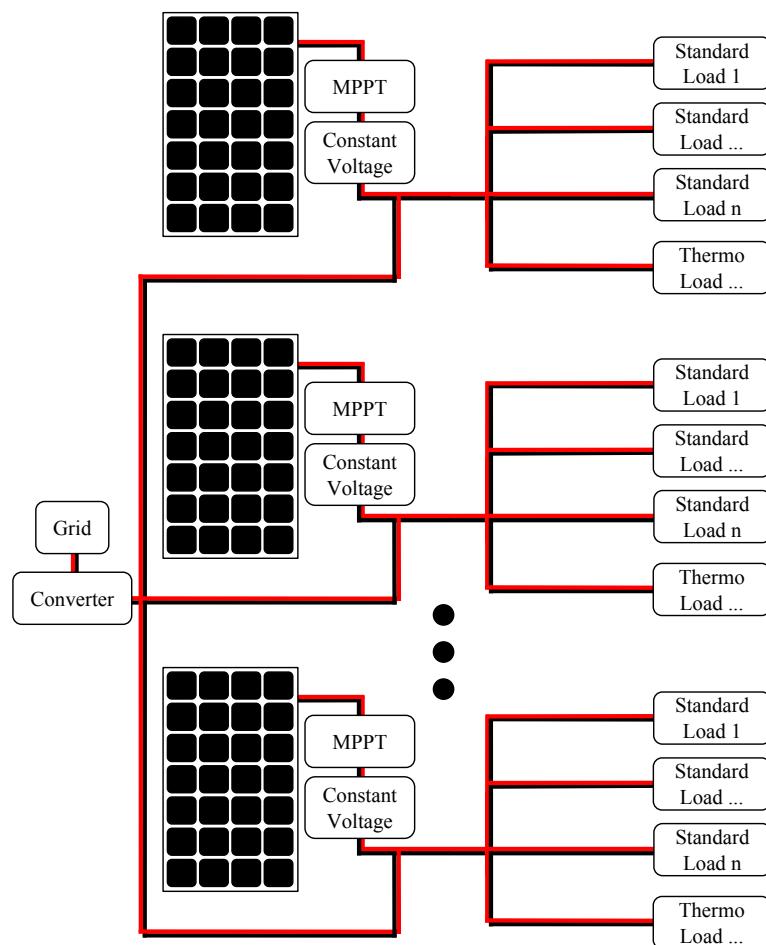 Standard
Load 1
MPPT
Standard
Load ...
Constant
Voltage
Standard
Load n
Thermo
Load ...
Standard
Load 1
MPPT
Standard
Load ...
Constant
Voltage
Standard
Load n
Grid
Converter
Thermo
Load ...
Standard
Load 1
MPPT
Standard
Load ...
Constant
Voltage
Standard
Load n
Thermo
Load ...